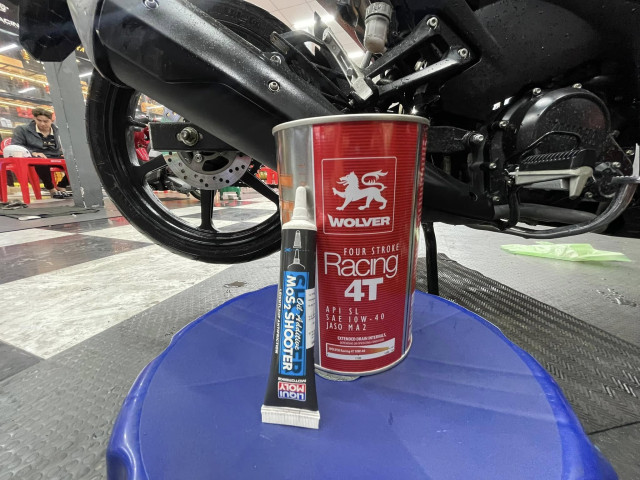 WOLVER
FOUR STROKE
Racing
4T
API SL
SAE 10W-40
JASO MA2
EXTENDED DRAIN INTERVALS
Oil Additive
MoS2 SHOOTER
LIQUI
MOLY